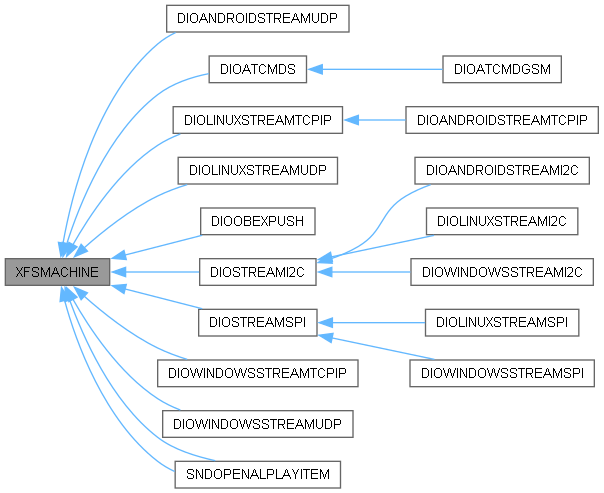 DIOANDROIDSTREAMUDP
DIOATCMDS
DIOATCMDGSM
DIOLINUXSTREAMTCPIP
DIOANDROIDSTREAMTCPIP
DIOLINUXSTREAMUDP
DIOANDROIDSTREAMI2C
DIOOBEXPUSH
DIOLINUXSTREAMI2C
XFSMACHINE
DIOSTREAMI2C
DIOWINDOWSSTREAMI2C
DIOSTREAMSPI
DIOLINUXSTREAMSPI
DIOWINDOWSSTREAMTCPIP
DIOWINDOWSSTREAMSPI
DIOWINDOWSSTREAMUDP
SNDOPENALPLAYITEM